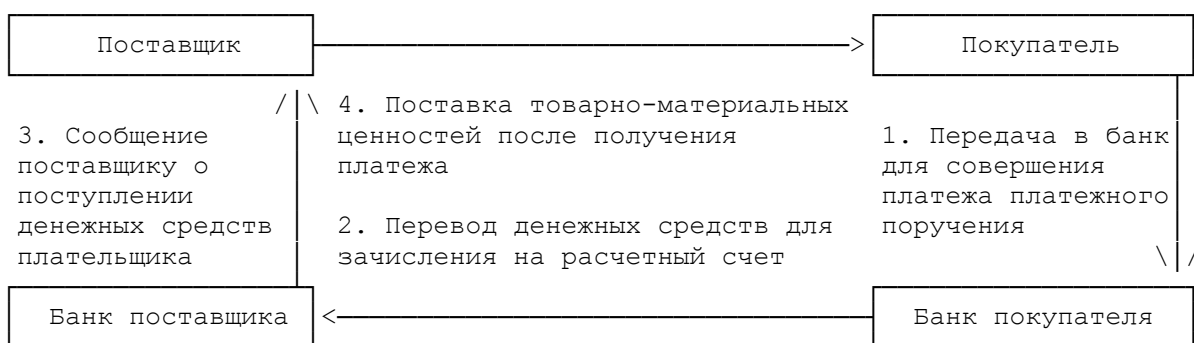 Поставщик
Покупатель
3. Сообщение
поставщику о
поступлении
денежных средств
плательщика
4. Поставка товарно-материальных
ценностей после получения
платежа
2. Перевод денежных средств для
зачисления на расчетный счет
1. Передача в банк
для совершения
платежа платежного
поручения
Банк поставщика
Банк покупателя